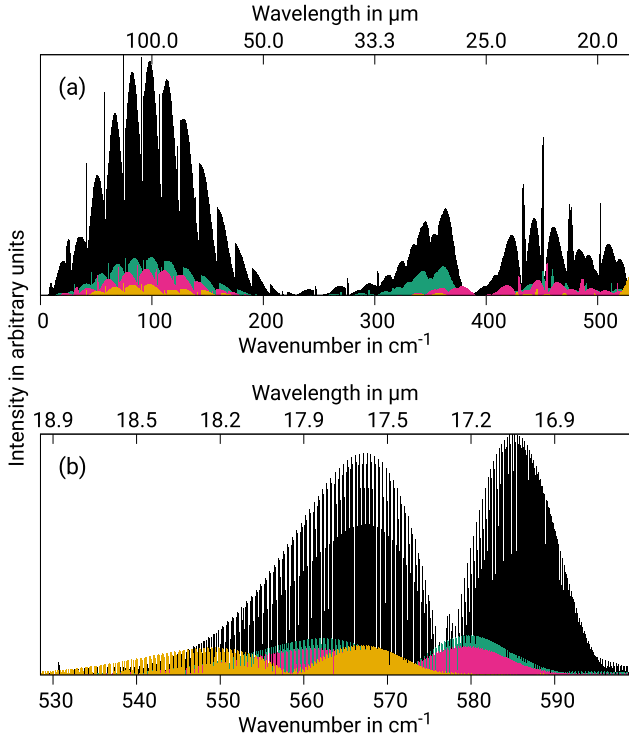 Wavelength in µm
100.0 50.0 33.3 25.0 20.0
(a)
0 100 200 300 400 500
Wavenumber in cm-1
Intensity in arbitrary units
Wavelength in µm
18.9 18.5 18.2 17.9 17.5 17.2 16.9
(b)
530 540 550 560 570 580 590
Wavenumber in cm-1